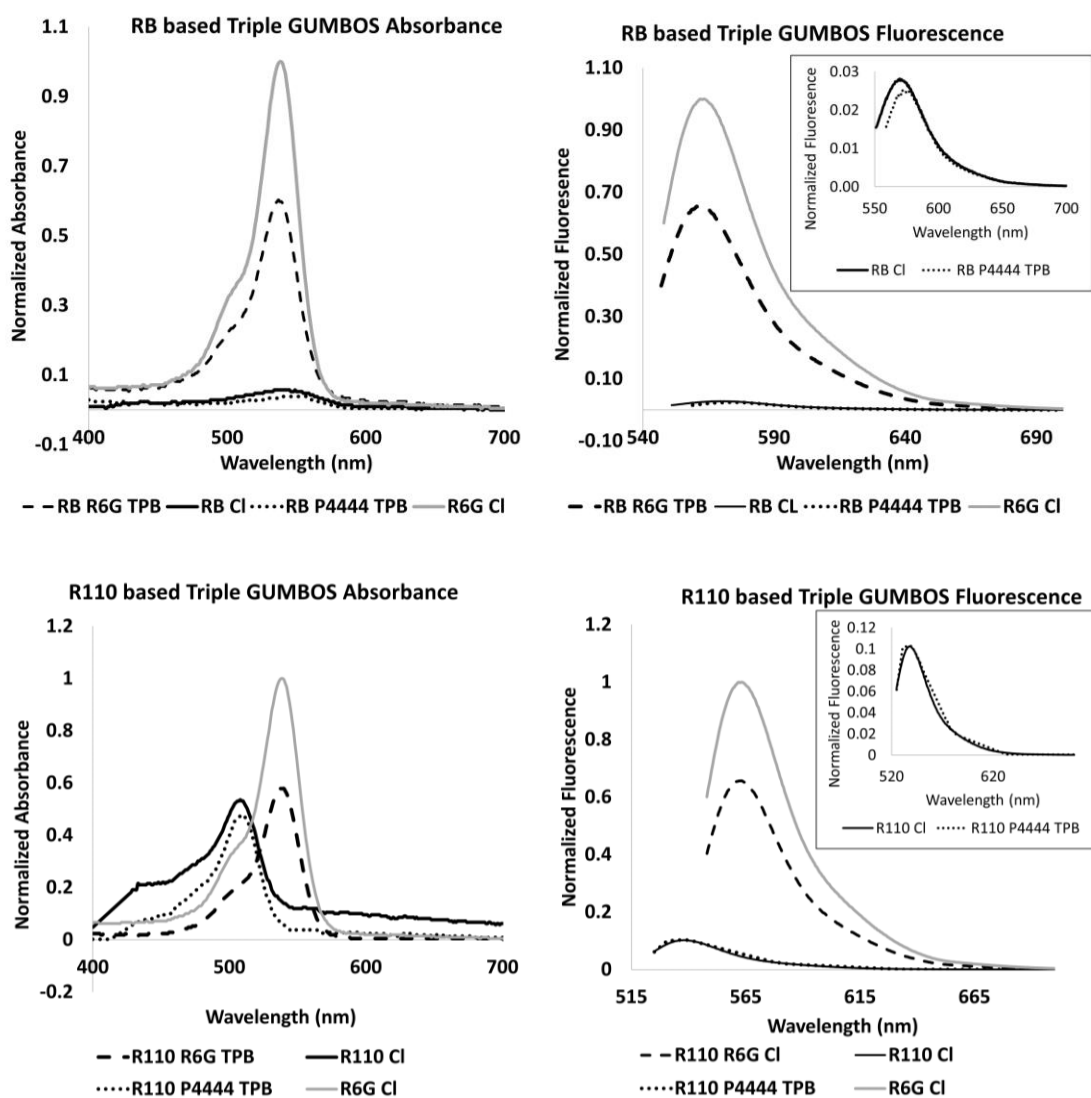 RB based Triple GUMBOS Absorbance
1.1
0.9
0.7
0.5
0.3
0.1
-0.1
Normalized Absorbance
400 500 600 700
Wavelength (nm)
RB R6G TPB RB Cl RB P4444 TPB R6G Cl
RB based Triple GUMBOS Fluorescence
1.10
0.90
0.70
0.50
0.30
0.10
-0.10
Normalized Fluorescence
540 590 640 690
Wavelength (nm)
RB R6G TPB RB CL RB P4444 TPB R6G Cl
0.03
0.02
0.01
0.00
Normalized Fluoresence
550 600 650 700
Wavelength (nm)
RB Cl RB P4444 TPB
R110 based Triple GUMBOS Absorbance
1.2
1
0.8
0.6
0.4
0.2
0
-0.2
Normalized Absorbance
400 500 600 700
Wavelength (nm)
R110 R6G TPB R110 Cl
R110 P4444 TPB R6G Cl
R110 based Triple GUMBOS Fluorescence
1.2
1
0.8
0.6
0.4
0.2
0
Normalized Fluorescence
515 565 615 665
Wavelength (nm)
R110 R6G Cl R110 Cl
R110 P4444 TPB R6G Cl
0.12
0.1
0.08
0.06
0.04
0.02
0
Normalized Fluorescence
520 620
Wavelength (nm)
R110 Cl R110 P4444 TPB